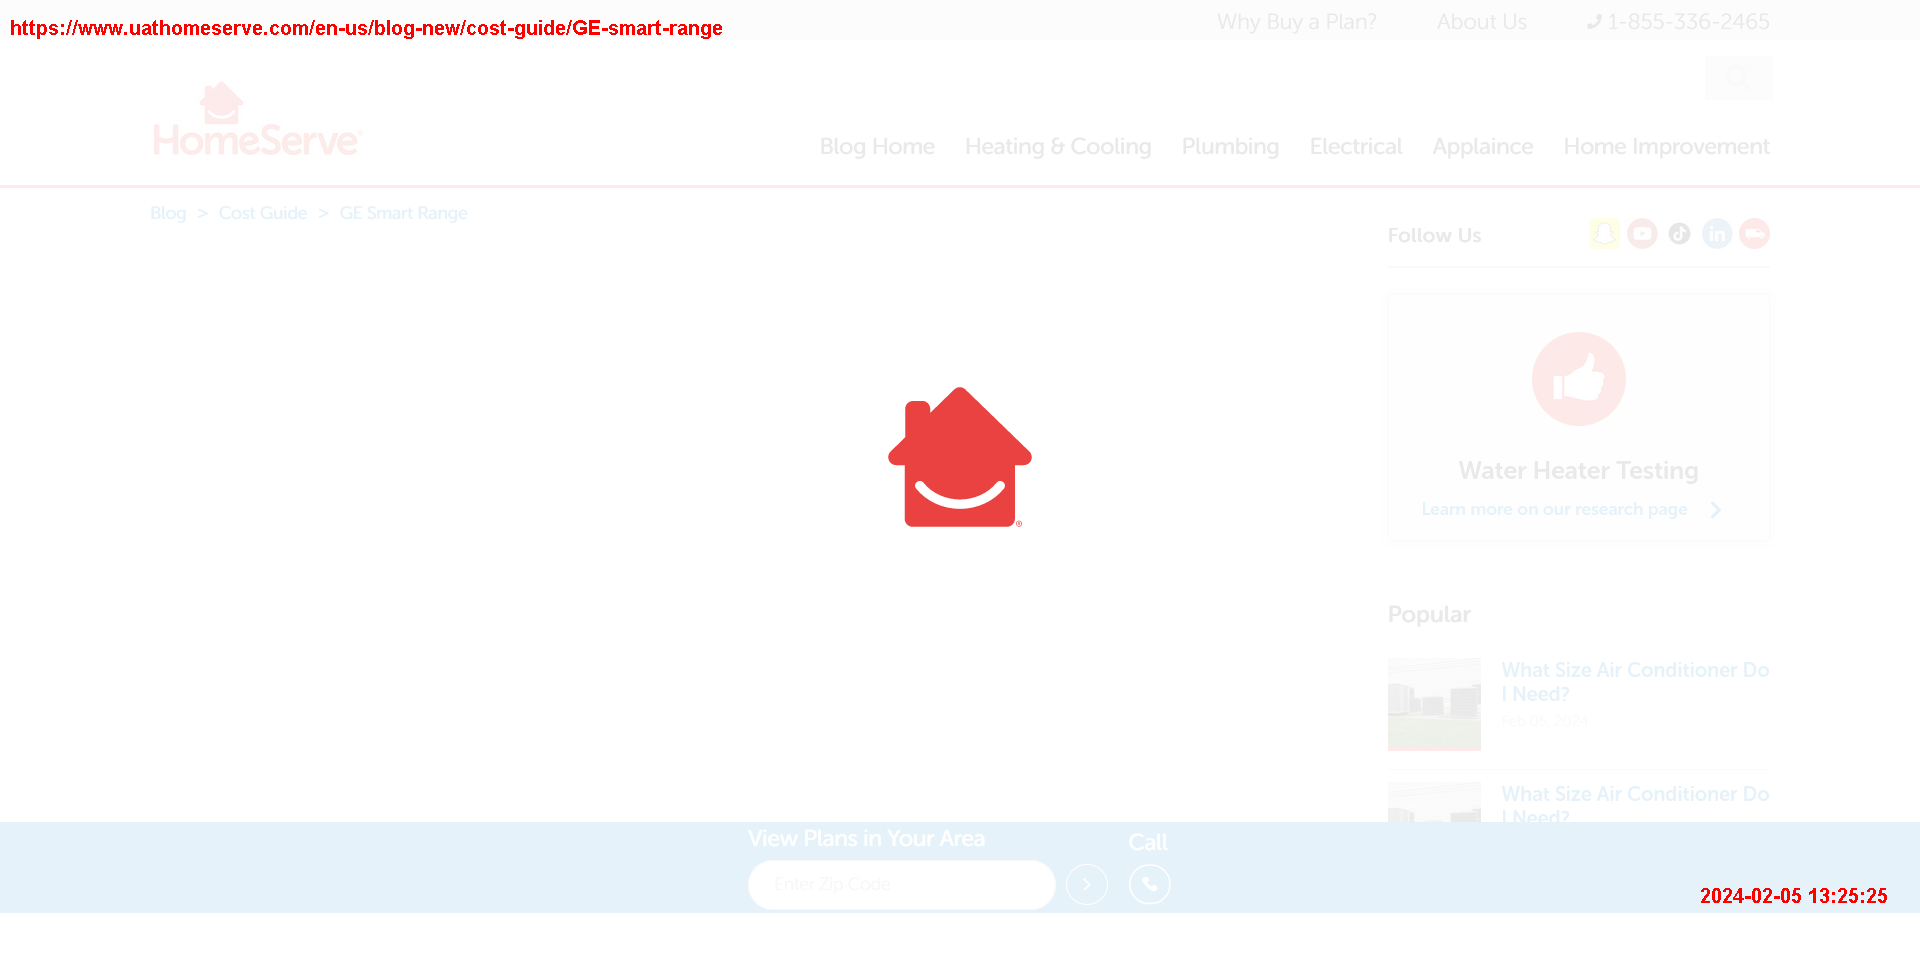 https://www.uathomeserve.com/en-us/blog-new/cost-guide/GE-smart-range
Why Buy a Plan? About Us 1-855-336-2465
HomeServe®
Blog Home Heating & Cooling Plumbing Electrical Applaince Home Improvement
Blog > Cost Guide > GE Smart Range
Follow Us
in
®
Water Heater Testing
Learn more on our research page
Popular
What Size Air Conditioner Do
I Need?
Feb 05, 2024
What Size Air Conditioner Do
I Need?
View Plans in Your Area
Call
Enter Zip Code
2024-02-05 13:25:25